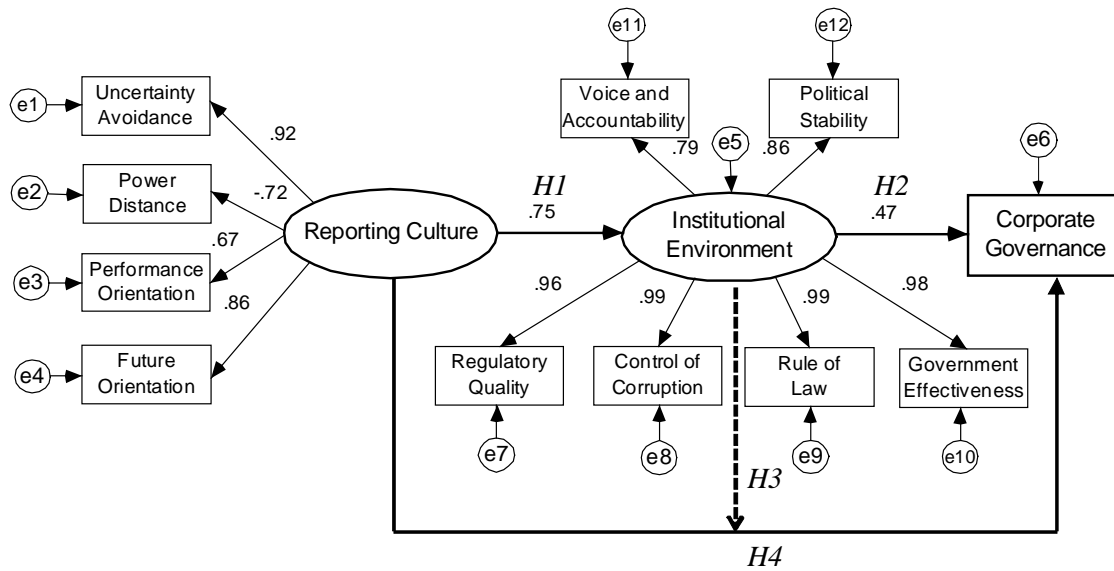 e11
e12
e1
Uncertainty
Avoidance
Voice and
Accountability
Political
Stability
.92
.79
e5
.86
e6
e2
Power
Distance
-.72
H1
.75
H2
.47
Reporting Culture
Institutional
Environment
Corporate
Governance
.67
e3
Performance
Orientation
.86
.96
.99
.99
.98
e4
Future
Orientation
Regulatory
Quality
Control of
Corruption
Rule of
Law
Government
Effectiveness
e7
e8
e9
e10
H3
H4